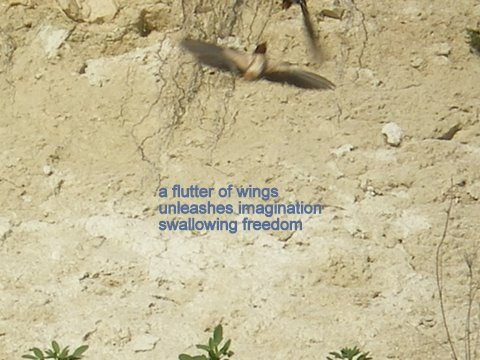 a flutter of wings
unleashes imagination
swallowing freedom